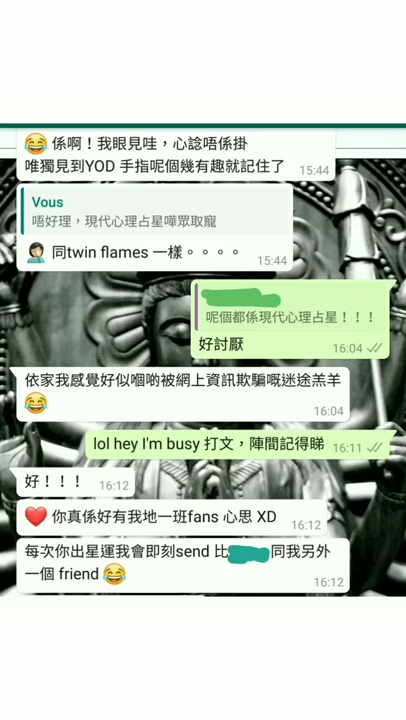 😂 係啊！我眼見哇，心諗唔係掛
唯獨見到YOD 手指呢個幾有趣就記住了
15:44
Vous
唔好理，現代心理占星嘩眾取寵
🤦🏻‍♀️ 同twin flames 一樣。。。。
15:44
呢個都係現代心理占星！！！
好討厭
16:04
依家我感覺好似嗰啲被網上資訊欺騙嘅迷途羔羊
😂
16:04
lol hey I'm busy 打文，陣間記得睇
16:11
好！！！
16:12
❤️ 你真係好有我地一班fans 心思 XD
16:12
每次你出星運我會即刻send 比 同我另外
一個 friend 😂
16:12